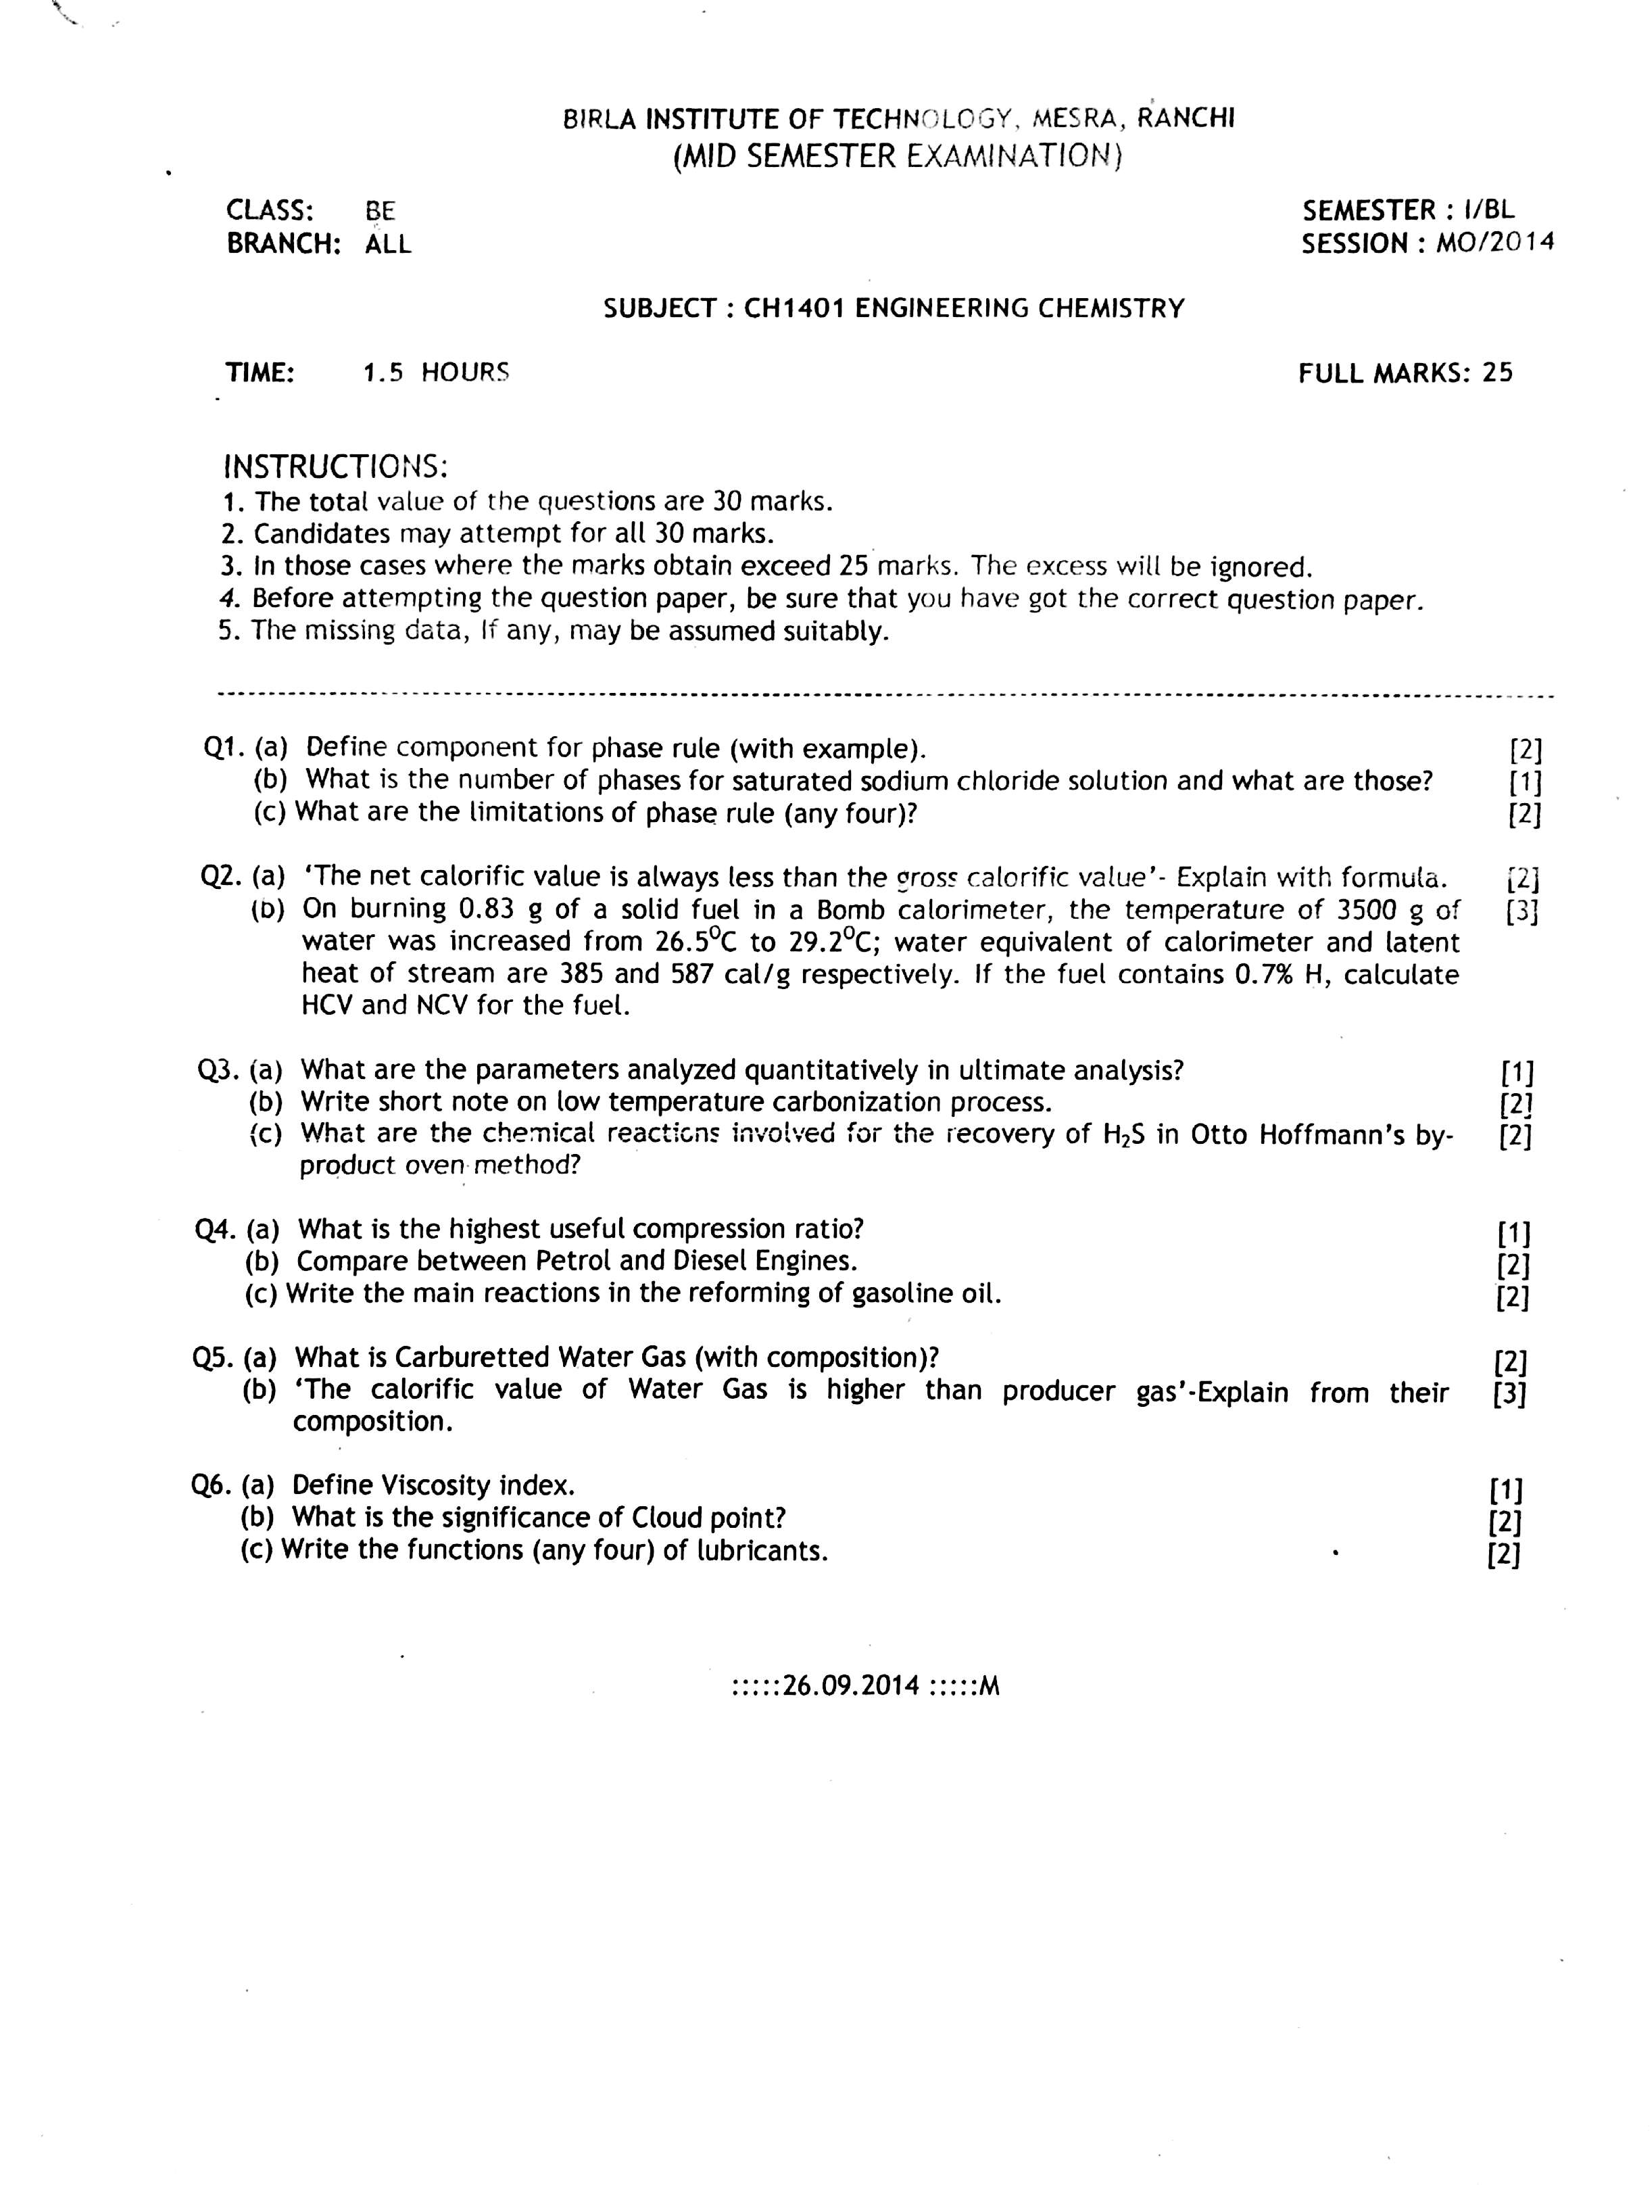 BIRLA INSTITUTE OF TECHNOLOGY, MESRA, RANCHI
(MID SEMESTER EXAMINATION)
CLASS: BE SEMESTER : I/BL
BRANCH: ALL SESSION : MO/2014
SUBJECT : CH1401 ENGINEERING CHEMISTRY
TIME: 1.5 HOURS FULL MARKS: 25
INSTRUCTIONS:
1. The total value of the questions are 30 marks.
2. Candidates may attempt for all 30 marks.
3. In those cases where the marks obtain exceed 25 marks. The excess will be ignored.
4. Before attempting the question paper, be sure that you have got the correct question paper.
5. The missing data, If any, may be assumed suitably.
Q1. (a) Define component for phase rule (with example). [2]
(b) What is the number of phases for saturated sodium chloride solution and what are those? [1]
(c) What are the limitations of phase rule (any four)? [2]
Q2. (a) ‘The net calorific value is always less than the gross calorific value’- Explain with formula. [2]
(b) On burning 0.83 g of a solid fuel in a Bomb calorimeter, the temperature of 3500 g of [3]
water was increased from 26.5⁰C to 29.2⁰C; water equivalent of calorimeter and latent
heat of stream are 385 and 587 cal/g respectively. If the fuel contains 0.7% H, calculate
HCV and NCV for the fuel.
Q3. (a) What are the parameters analyzed quantitatively in ultimate analysis? [1]
(b) Write short note on low temperature carbonization process. [2]
(c) What are the chemical reactions involved for the recovery of H₂S in Otto Hoffmann’s by- [2]
product oven method?
Q4. (a) What is the highest useful compression ratio? [1]
(b) Compare between Petrol and Diesel Engines. [2]
(c) Write the main reactions in the reforming of gasoline oil. [2]
Q5. (a) What is Carburetted Water Gas (with composition)? [2]
(b) ‘The calorific value of Water Gas is higher than producer gas’-Explain from their [3]
composition.
Q6. (a) Define Viscosity index. [1]
(b) What is the significance of Cloud point? [2]
(c) Write the functions (any four) of lubricants. [2]
:::::26.09.2014 :::::M